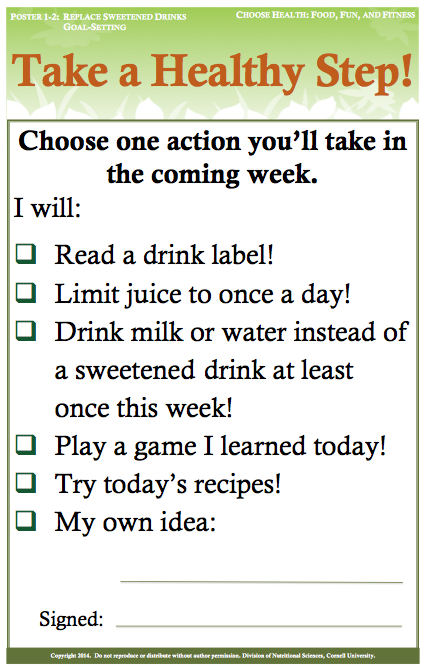 POSTER 1-2: REPLACE SWEETENED DRINKS
GOAL-SETTING
CHOOSE HEALTH: FOOD, FUN, AND FITNESS
Take a Healthy Step!
Choose one action you'll take in
the coming week.
I will:
❑ Read a drink label!
❑ Limit juice to once a day!
❑ Drink milk or water instead of
a sweetened drink at least
once this week!
❑ Play a game I learned today!
❑ Try today's recipes!
❑ My own idea:
Signed:
Copyright 2014. Do not reproduce or distribute without author permission. Division of Nutritional Sciences, Cornell University.